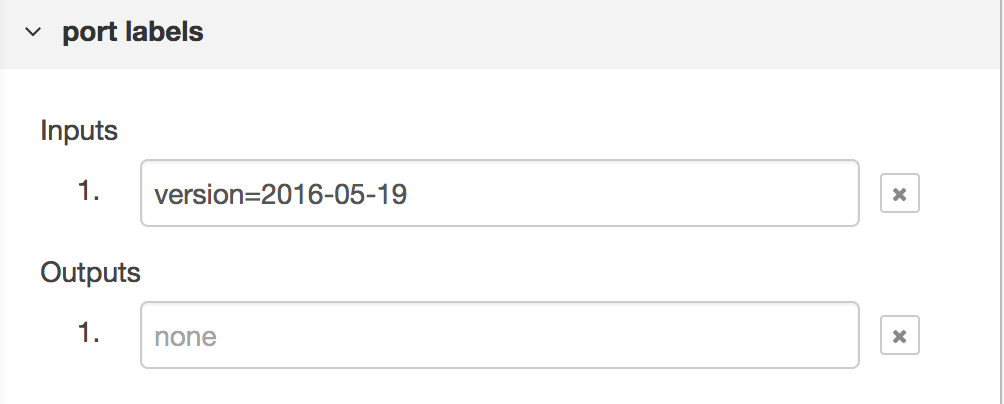 port labels
Inputs
1. version=2016-05-19
Outputs
1. none